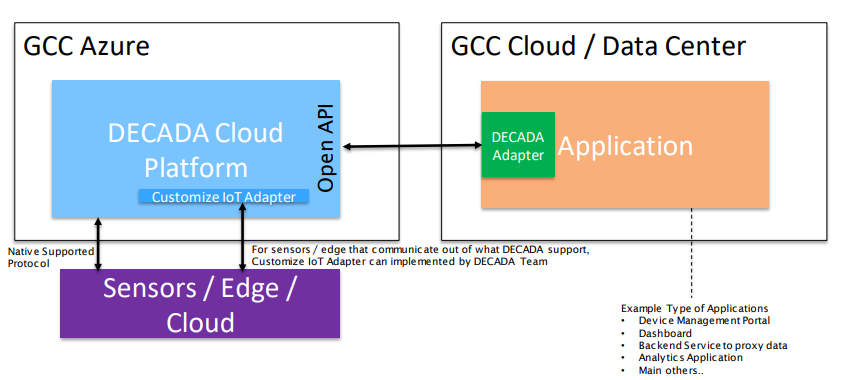 GCC Azure
DECADA Cloud
Platform
Open API
Customize IoT Adapter
GCC Cloud / Data Center
DECADA
Adapter
Application
Native Supported
Protocol
For sensors / edge that communicate out of what DECADA support,
Customize IoT Adapter can implemented by DECADA Team
Sensors / Edge /
Cloud
Example Type of Applications
• Device Management Portal
• Dashboard
• Backend Service to proxy data
• Analytics Application
• Main others..